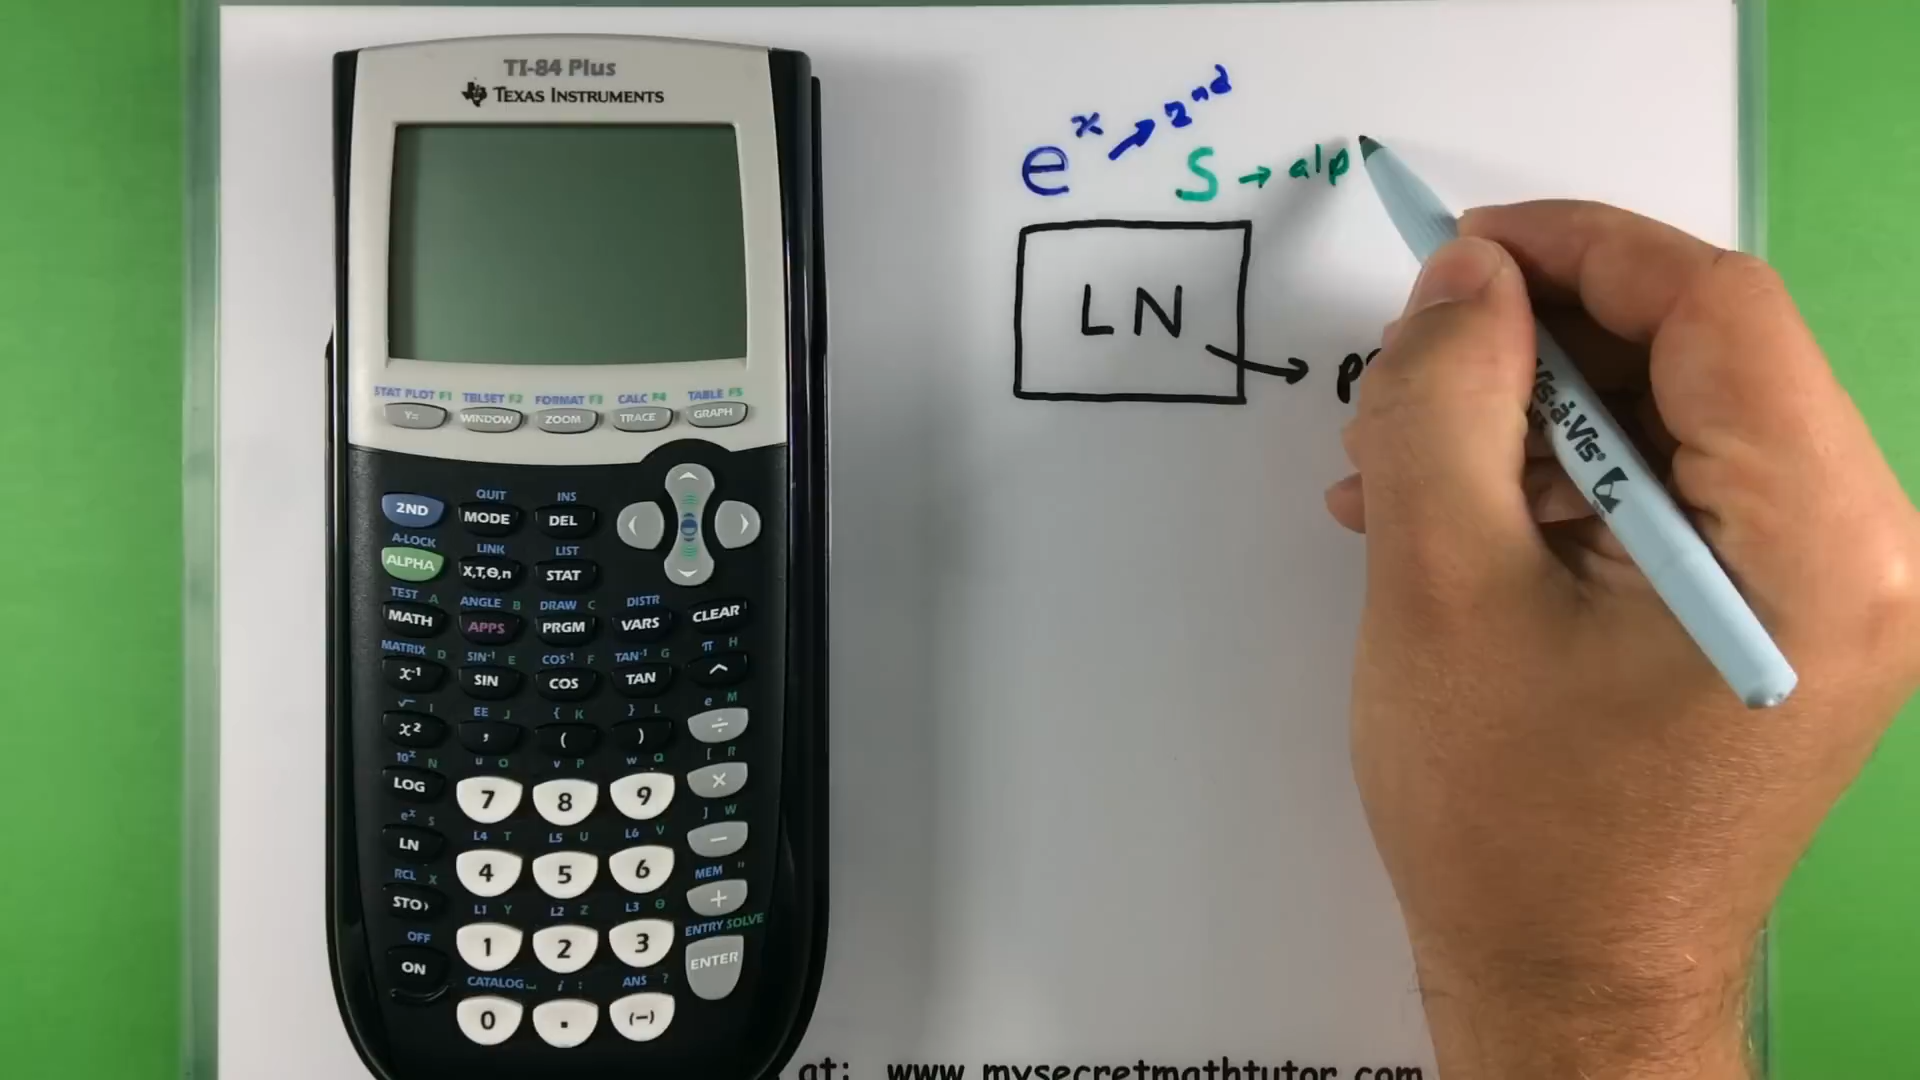 TI-84 Plus
TEXAS INSTRUMENTS
STAT PLOT F1 TBLSET F2 FORMAT F3 CALC F4 TABLE F5
Y= WINDOW ZOOM TRACE GRAPH
QUIT INS
2ND MODE DEL
A-LOCK LINK LIST
ALPHA X,T,Θ,n STAT
TEST A ANGLE B DRAW C DISTR
MATH APPS PRGM VARS CLEAR
MATRIX D SIN⁻¹ E COS⁻¹ F TAN⁻¹ G π H
x⁻¹ SIN COS TAN ^
√ I EE J { K } L e M
x² , ( ) ÷
10ˣ N u O v P w Q [ R
LOG 7 8 9 ×
eˣ S L4 T L5 U L6 V ] W
LN 4 5 6 −
RCL X L1 Y L2 Z L3 Θ MEM "
STO› 1 2 3 +
OFF CATALOG ⎵ i : ANS ? ENTRY SOLVE
ON 0 . (−) ENTER
eˣ → 2ⁿᵈ
S → alp
LN →
Vis·à·Vis®
at: www.mysecretmathtutor.com